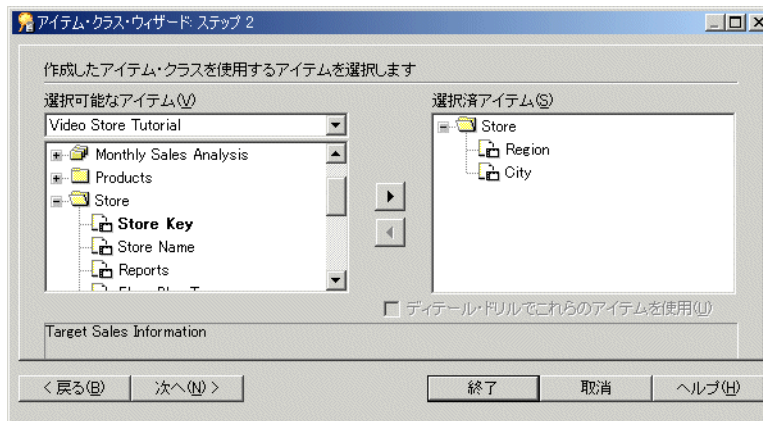 アイテム・クラス・ウィザード: ステップ 2
作成したアイテム・クラスを使用するアイテムを選択します
選択可能なアイテム(V)
Video Store Tutorial
Monthly Sales Analysis
Products
Store
Store Key
Store Name
Reports
選択済アイテム(S)
Store
Region
City
ディテール・ドリルでこれらのアイテムを使用(U)
Target Sales Information
< 戻る(B)
次へ(N) >
終了
取消
ヘルプ(H)